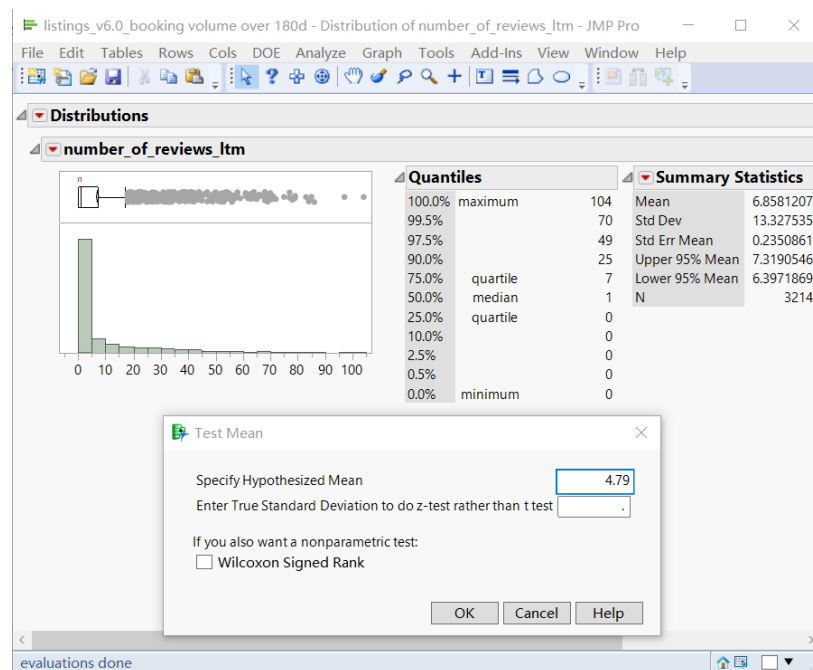 listings_v6.0_booking volume over 180d - Distribution of number_of_reviews_ltm - JMP Pro
File Edit Tables Rows Cols DOE Analyze Graph Tools Add-Ins View Window Help
Distributions
number_of_reviews_ltm
0 10 20 30 40 50 60 70 80 90 100
Quantiles
100.0% maximum 104
99.5% 70
97.5% 49
90.0% 25
75.0% quartile 7
50.0% median 1
25.0% quartile 0
10.0% 0
2.5% 0
0.5% 0
0.0% minimum 0
Summary Statistics
Mean 6.8581207
Std Dev 13.327535
Std Err Mean 0.2350861
Upper 95% Mean 7.3190546
Lower 95% Mean 6.3971869
N 3214
Test Mean
Specify Hypothesized Mean 4.79
Enter True Standard Deviation to do z-test rather than t test .
If you also want a nonparametric test:
Wilcoxon Signed Rank
OK Cancel Help
evaluations done